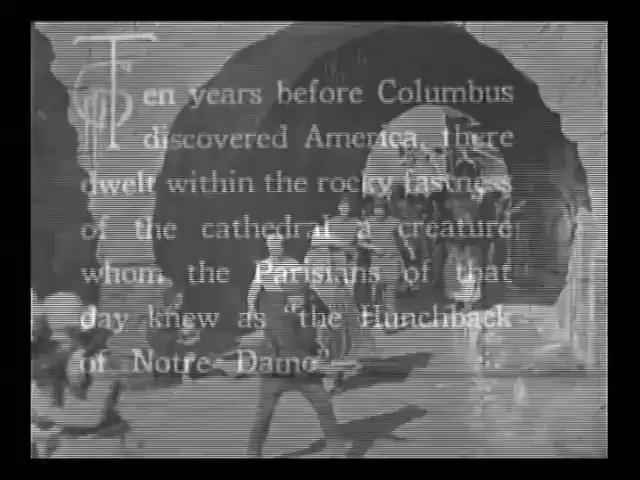 Ten years before Columbus
discovered America, there
dwelt within the rocky fastness
of the cathedral a creature
whom the Parisians of that
day knew as "the Hunchback
of Notre Dame"